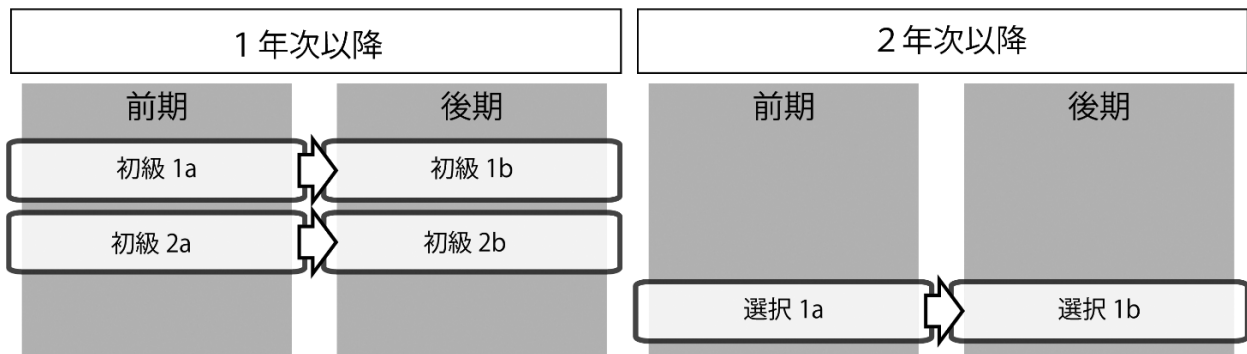 1年次以降
2年次以降
前期
後期
前期
後期
初級 1a
初級 1b
初級 2a
初級 2b
選択 1a
選択 1b